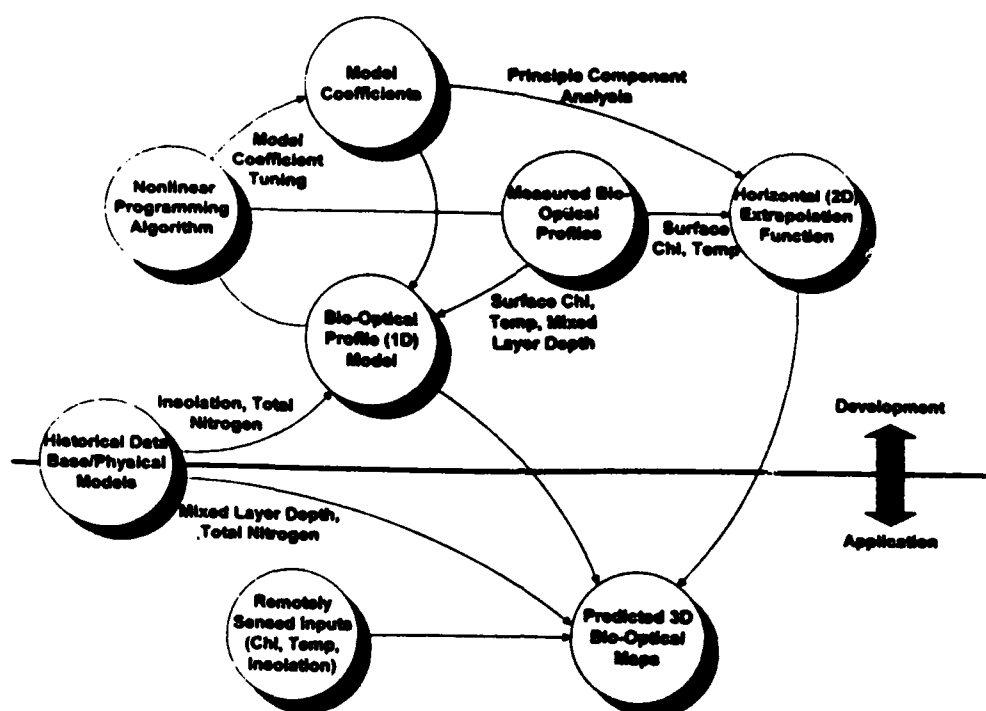 Model
Coefficients
Principle Component
Analysis
Model
Coefficient
Tuning
Nonlinear
Programming
Algorithm
Measured Bio-
Optical
Profiles
Horizontal (2D)
Extrapolation
Function
Surface
Chl, Temp
Surface Chl,
Temp, Mixed
Layer Depth
Bio-Optical
Profile (1D)
Model
Insolation, Total
Nitrogen
Development
Historical Data
Base/Physical
Models
Mixed Layer Depth,
Total Nitrogen
Application
Remotely
Sensed Inputs
(Chl, Temp,
Insolation)
Predicted 3D
Bio-Optical
Maps